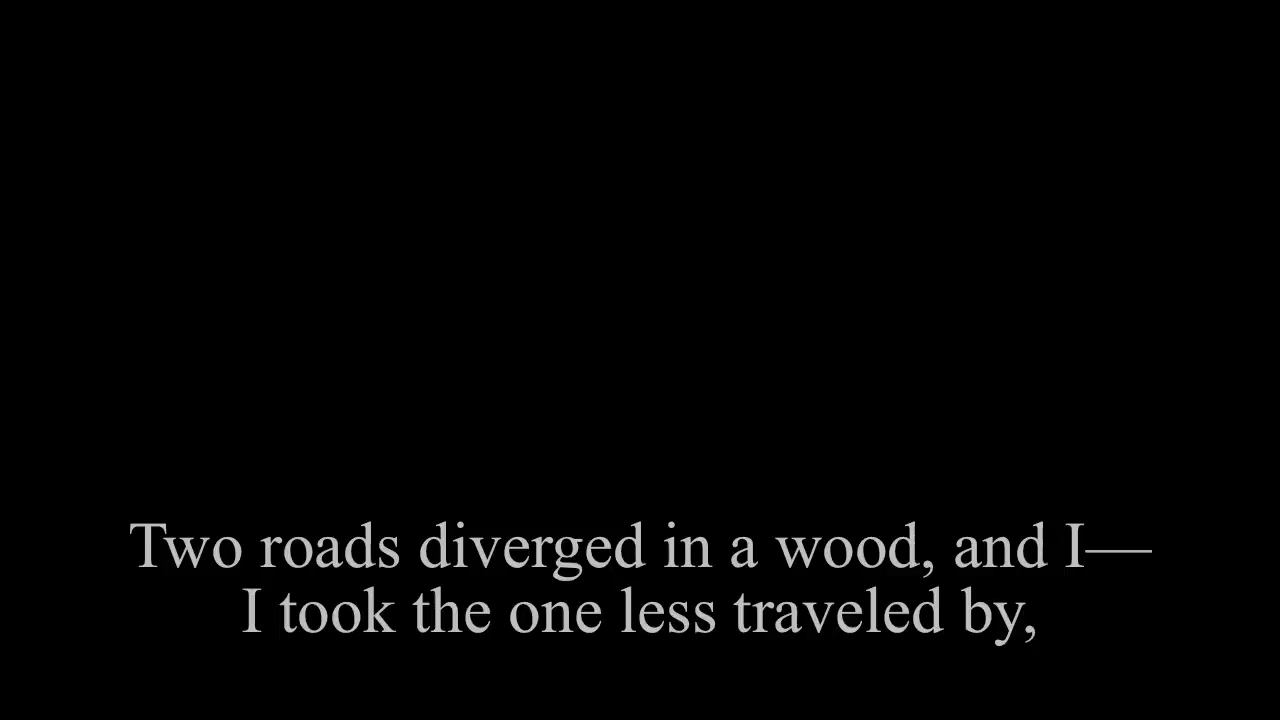 Two roads diverged in a wood, and I—
I took the one less traveled by,